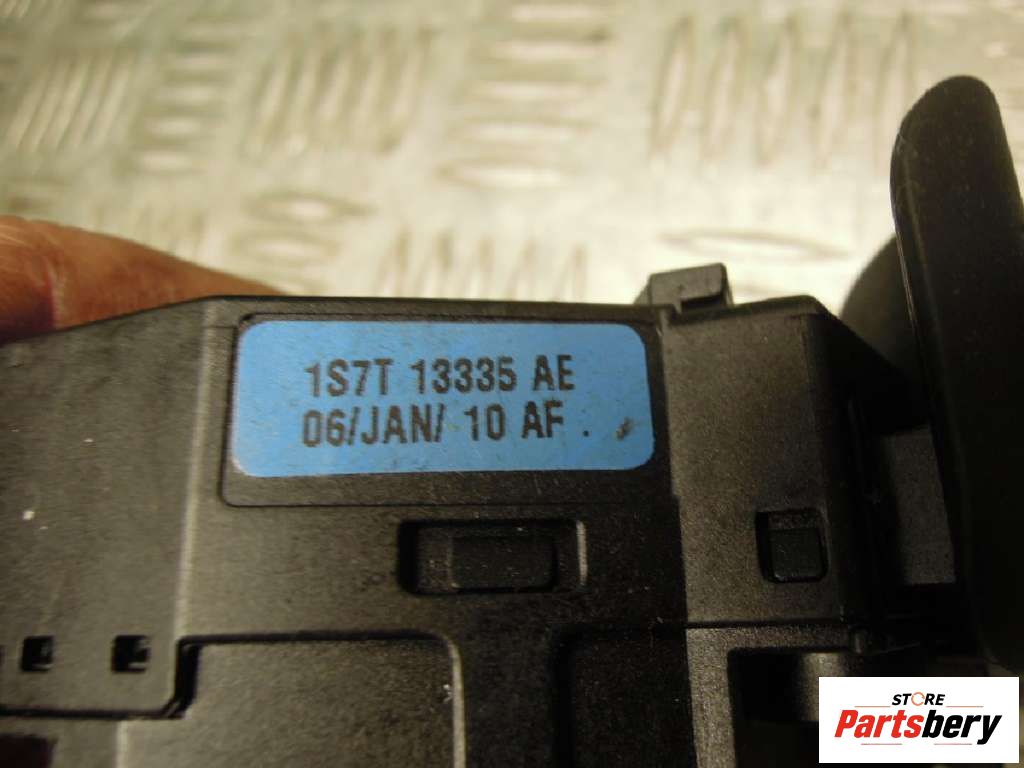 1S7T 13335 AE
06/JAN/ 10 AF .
STORE
Partsbery